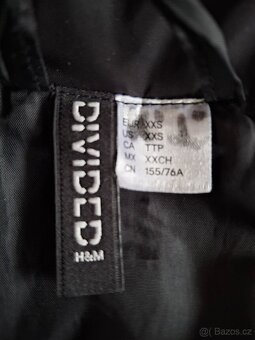 DIVIDED
H&M
EUR XXS
US XXS
CA TTP
MX XXCH
CN 155/76A
© Bazos.cz